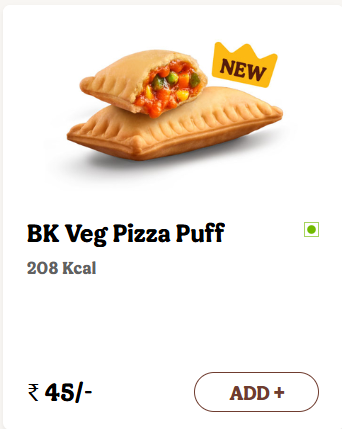 NEW
BK Veg Pizza Puff
208 Kcal
₹ 45/-
ADD +